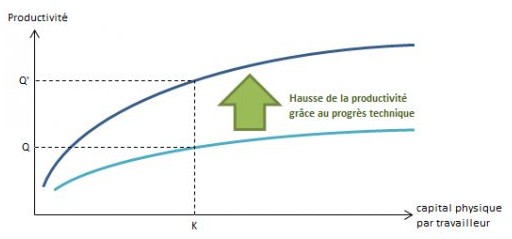 Productivité
Q'
Hausse de la productivité
grâce au progrès technique
Q
K
capital physique
par travailleur